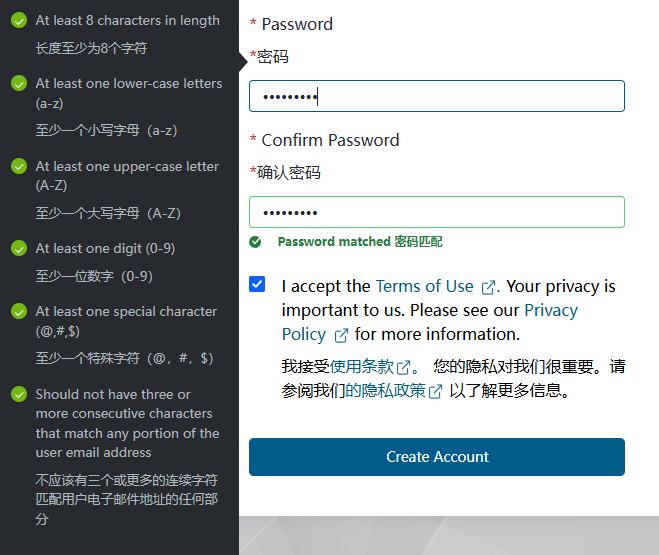 At least 8 characters in length
长度至少为8个字符
At least one lower-case letters
(a-z)
至少一个小写字母（a-z）
At least one upper-case letter
(A-Z)
至少一个大写字母（A-Z）
At least one digit (0-9)
至少一位数字（0-9）
At least one special character
(@,#,$)
至少一个特殊字符（@，#，$）
Should not have three or
more consecutive characters
that match any portion of the
user email address
不应该有三个或更多的连续字符
匹配用户电子邮件地址的任何部
分
* Password
*密码
•••••••••
* Confirm Password
*确认密码
•••••••••
Password matched 密码匹配
I accept the Terms of Use. Your privacy is
important to us. Please see our Privacy
Policy for more information.
我接受使用条款。 您的隐私对我们很重要。请
参阅我们的隐私政策 以了解更多信息。
Create Account